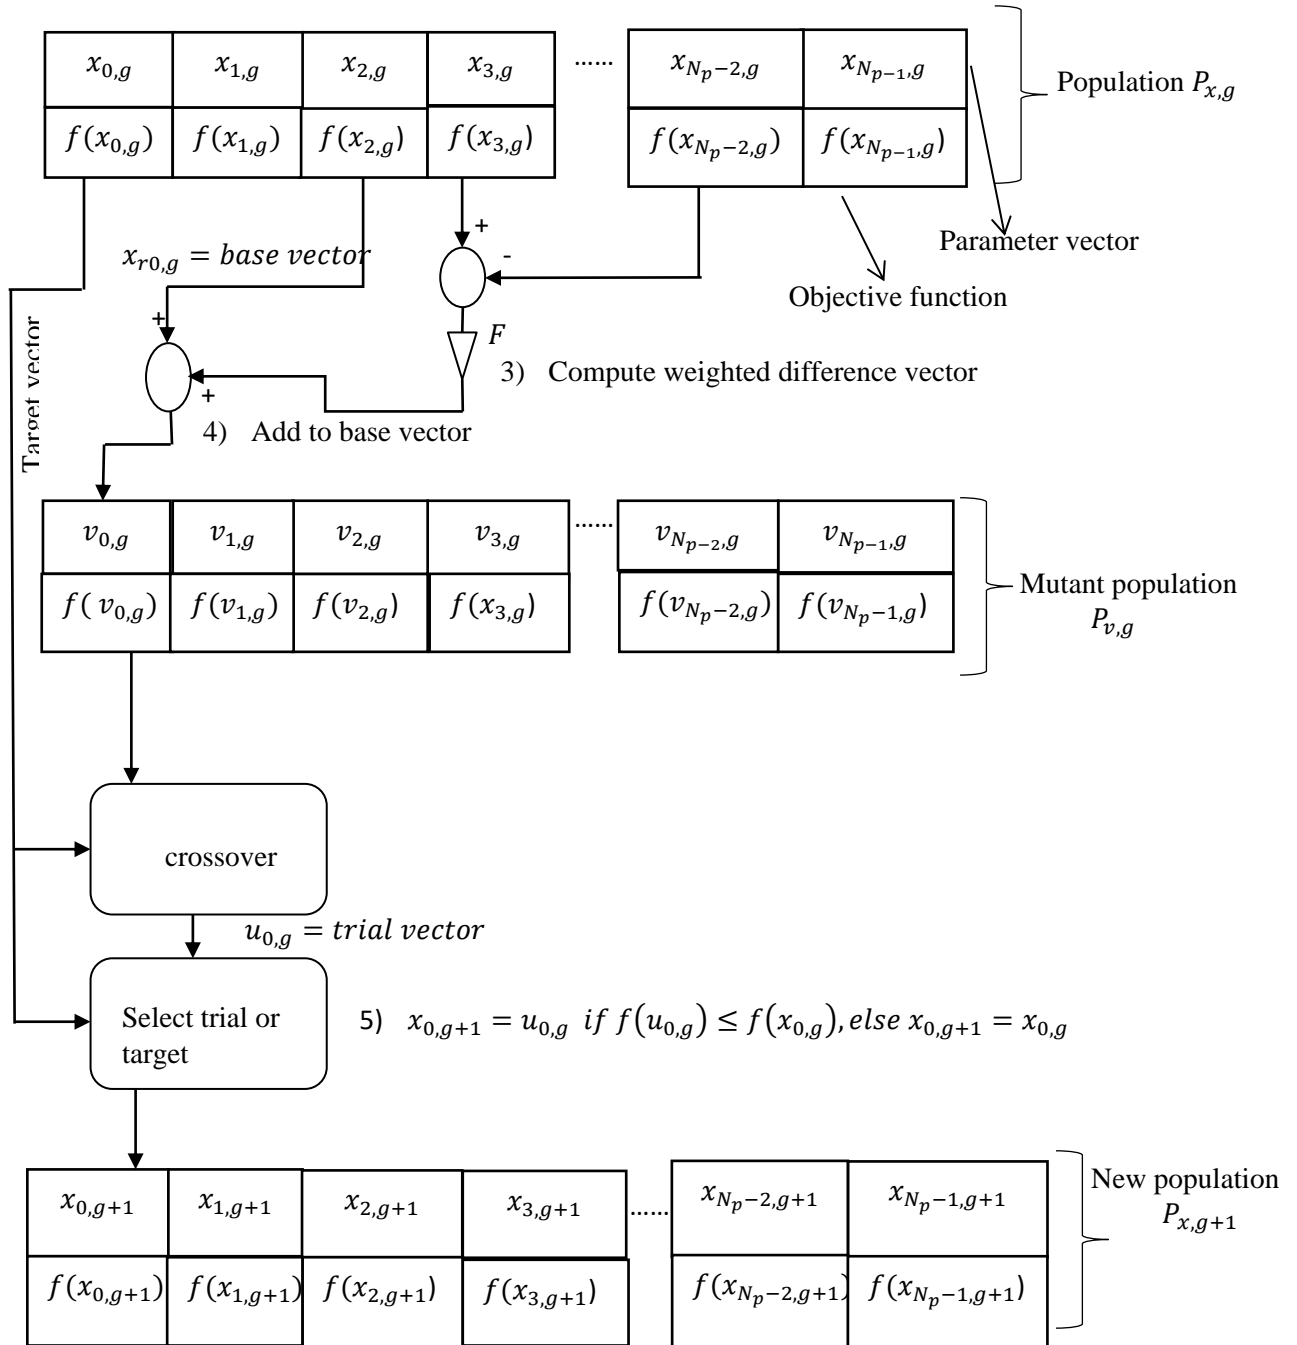 x_{0,g} x_{1,g} x_{2,g} x_{3,g} ...... x_{N_p-2,g} x_{N_{p-1},g}
Population P_{x,g}
f(x_{0,g}) f(x_{1,g}) f(x_{2,g}) f(x_{3,g}) f(x_{N_p-2,g}) f(x_{N_{p-1},g})
+
Parameter vector
x_{r0,g} = base vector
-
Objective function
Target vector
+
F
3) Compute weighted difference vector
+
4) Add to base vector
v_{0,g} v_{1,g} v_{2,g} v_{3,g} ...... v_{N_p-2,g} v_{N_{p-1},g}
f( v_{0,g}) f(v_{1,g}) f(v_{2,g}) f(x_{3,g}) f(v_{N_p-2,g}) f(v_{N_p-1,g})
Mutant population
P_{v,g}
crossover
u_{0,g} = trial vector
Select trial or
target
5) x_{0,g+1} = u_{0,g} if f(u_{0,g}) ≤ f(x_{0,g}), else x_{0,g+1} = x_{0,g}
x_{0,g+1} x_{1,g+1} x_{2,g+1} x_{3,g+1} ...... x_{N_p-2,g+1} x_{N_p-1,g+1}
New population
P_{x,g+1}
f(x_{0,g+1}) f(x_{1,g+1}) f(x_{2,g+1}) f(x_{3,g+1}) f(x_{N_p-2,g+1}) f(x_{N_p-1,g+1})